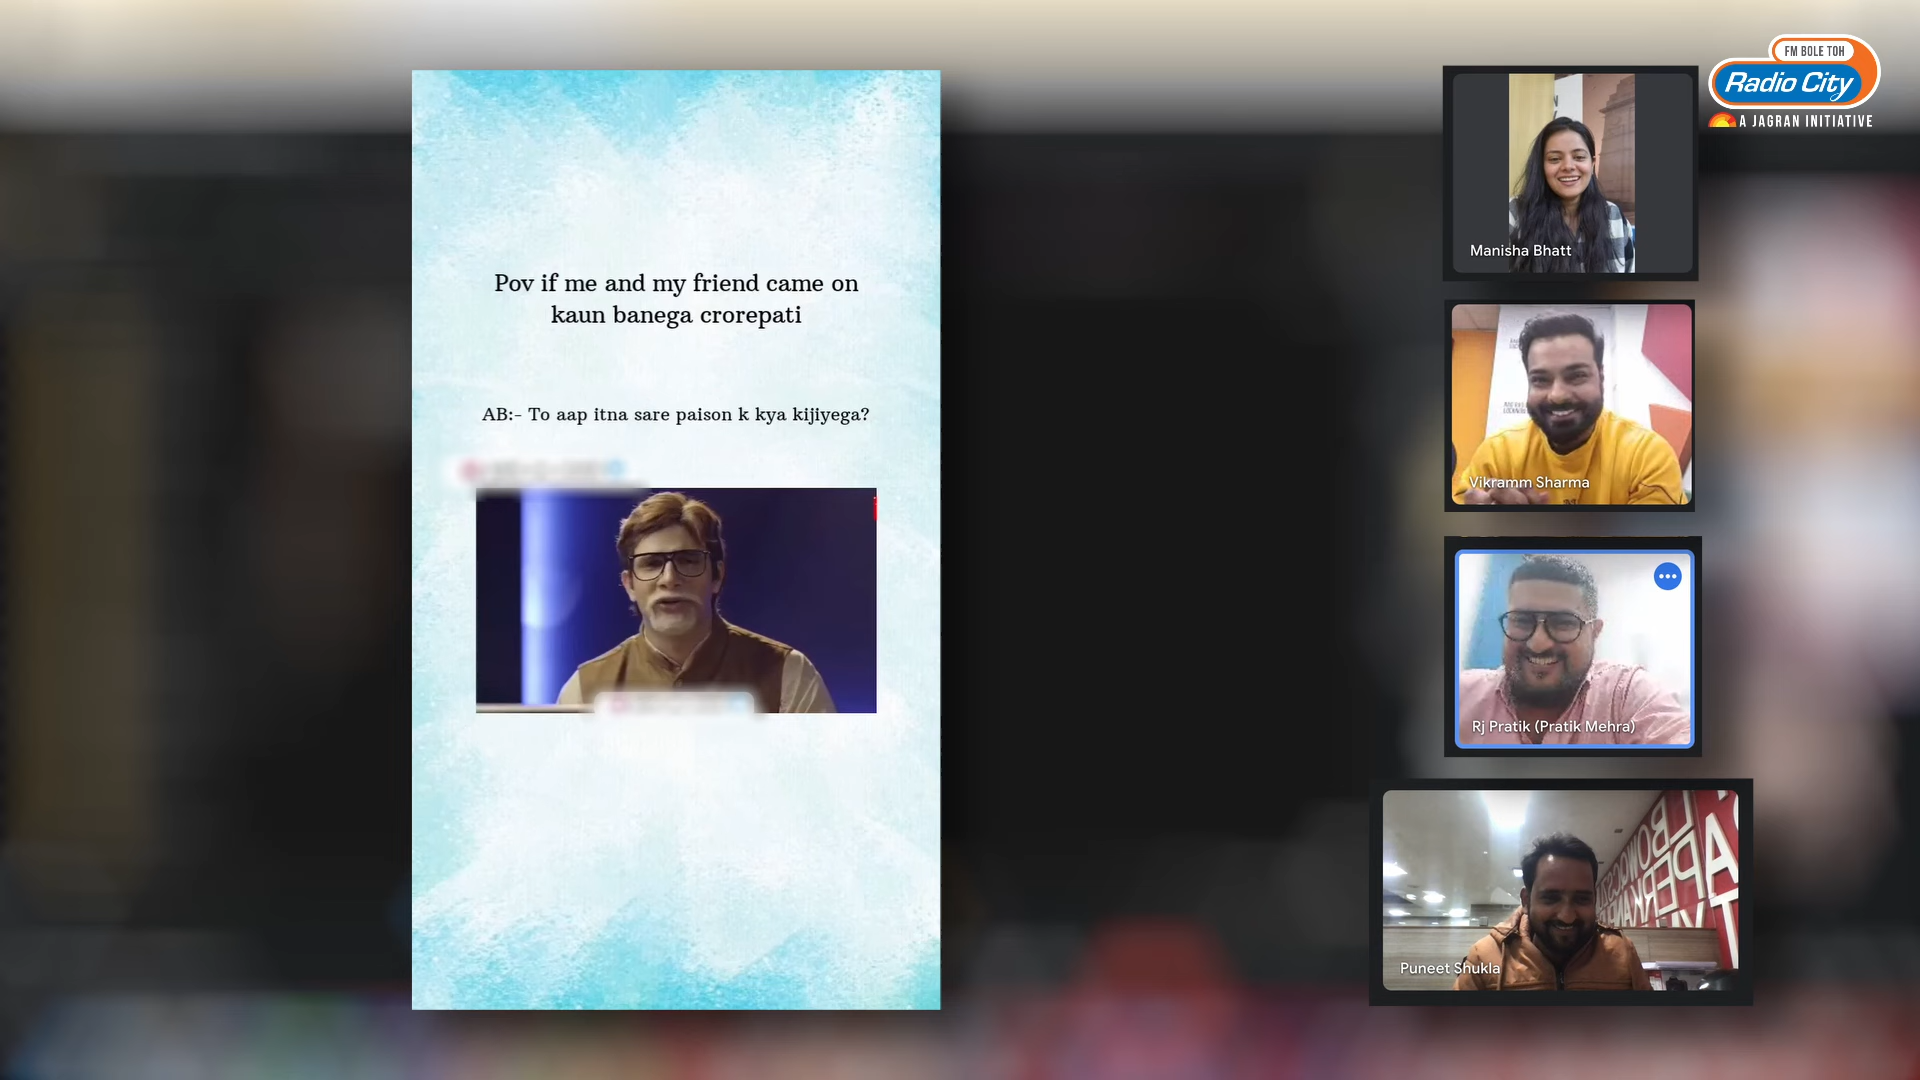 FM BOLE TOH
Radio City
A JAGRAN INITIATIVE
Pov if me and my friend came on
kaun banega crorepati
AB:- To aap itna sare paison k kya kijiyega?
Manisha Bhatt
Vikramm Sharma
Rj Pratik (Pratik Mehra)
Puneet Shukla